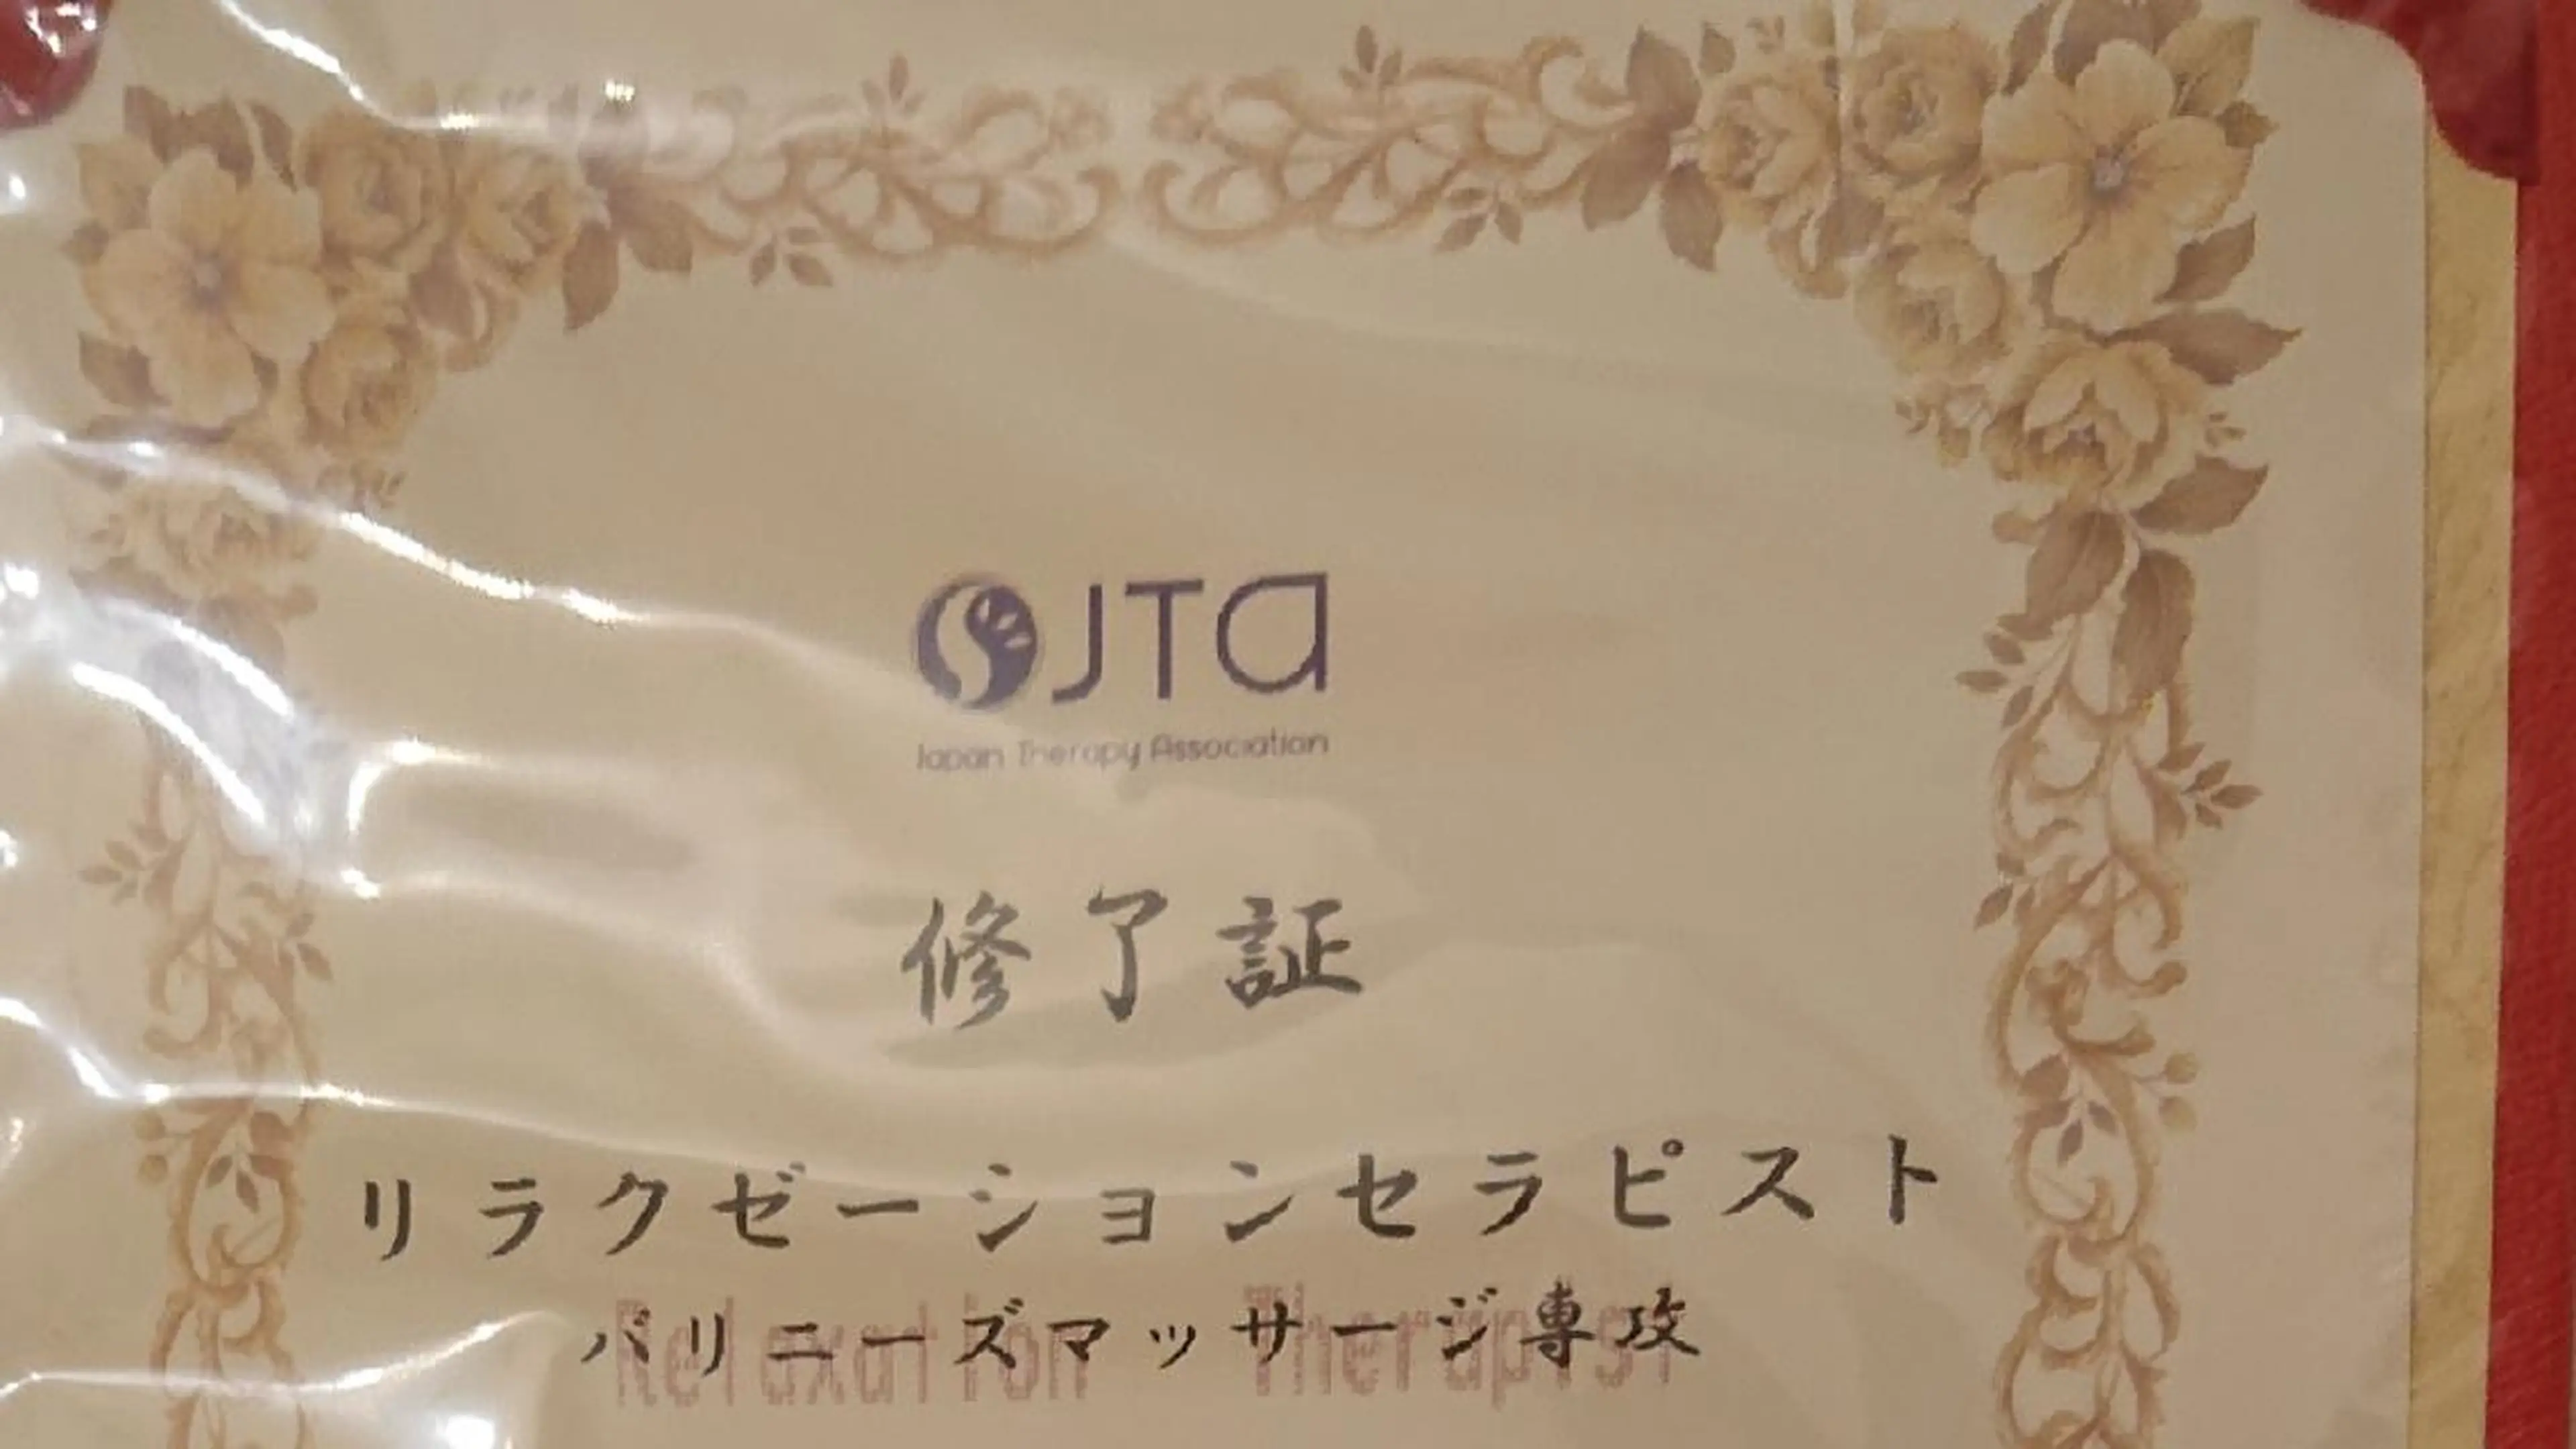 JTA
Japan Therapy Association
修了証
リラクゼーションセラピスト
バリニーズマッサージ専攻
Relaxation Therapist